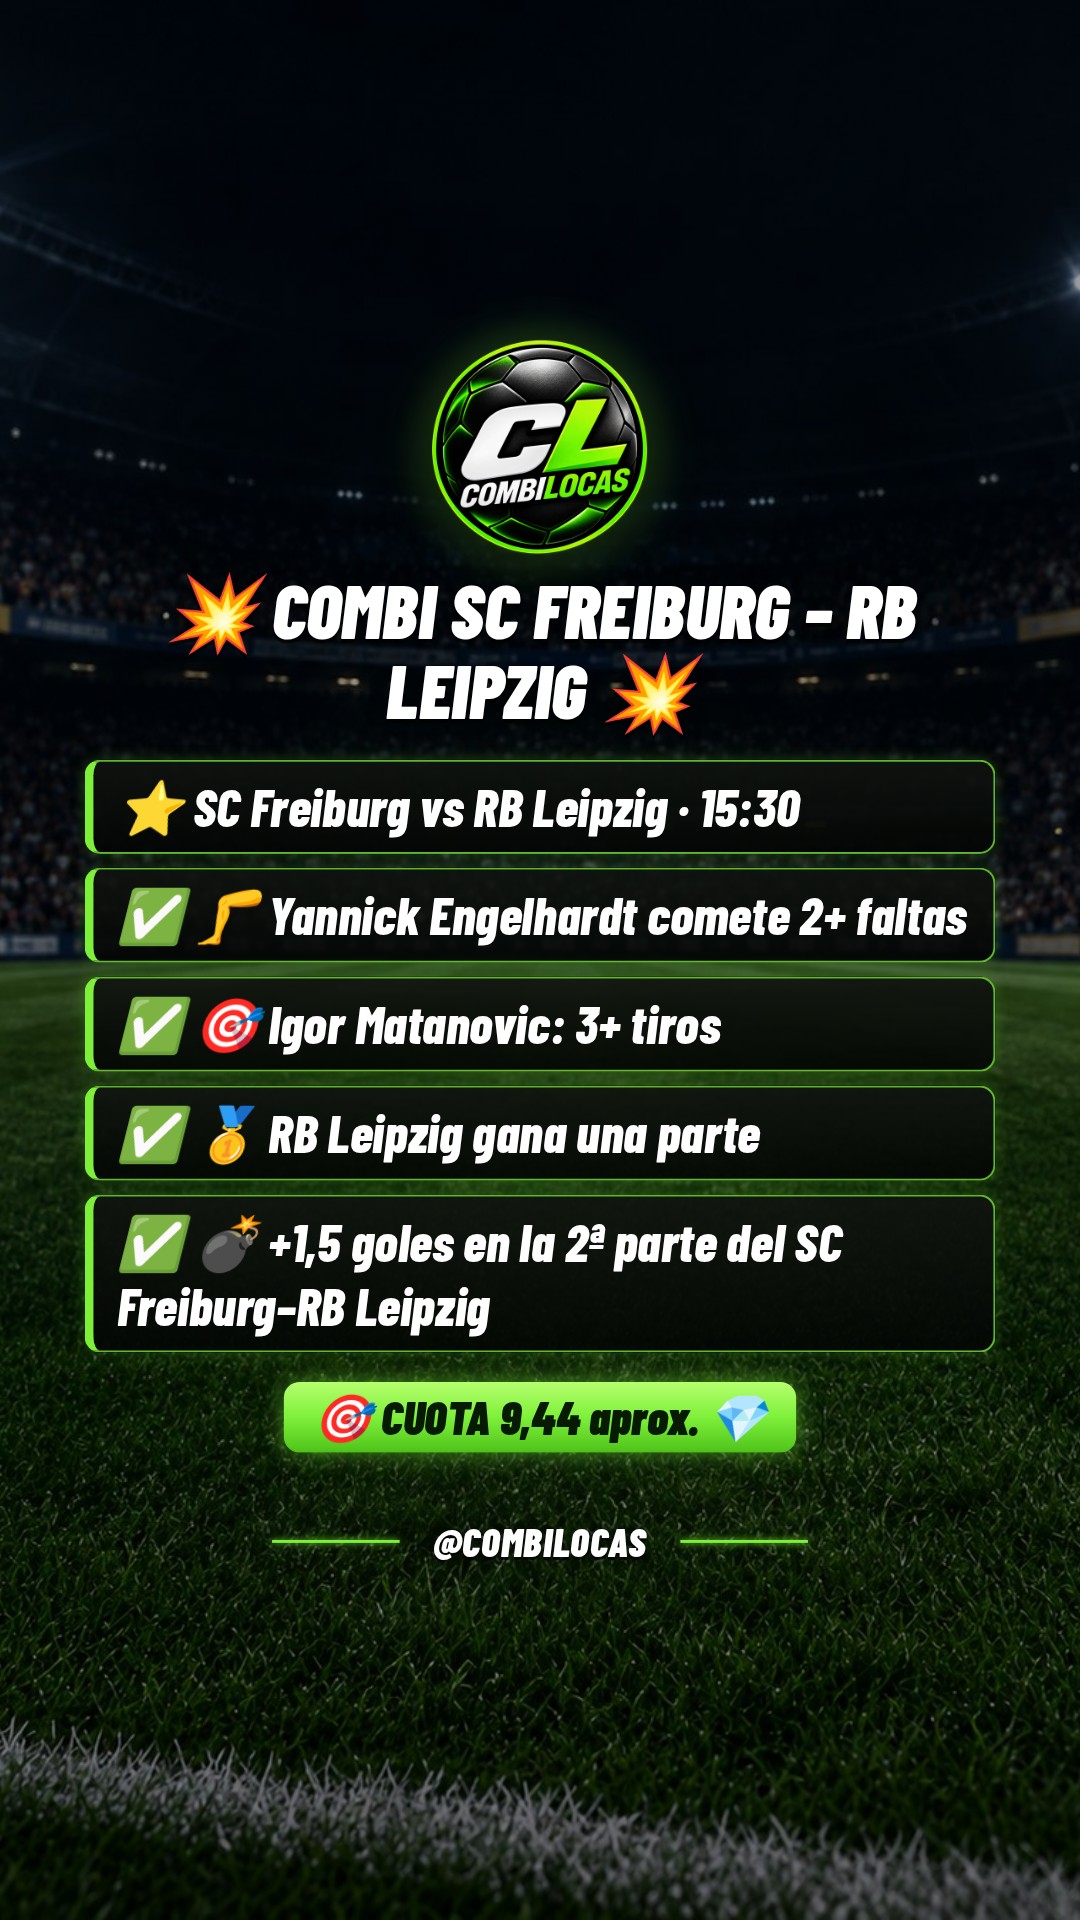 CL
COMBILOCAS
💥 COMBI SC FREIBURG – RB
LEIPZIG 💥
⭐ SC Freiburg vs RB Leipzig · 15:30
✅ 🦵 Yannick Engelhardt comete 2+ faltas
✅ 🎯 Igor Matanovic: 3+ tiros
✅ 🥇 RB Leipzig gana una parte
✅ 💣 +1,5 goles en la 2ª parte del SC
Freiburg–RB Leipzig
🎯 CUOTA 9,44 aprox. 💎
@COMBILOCAS